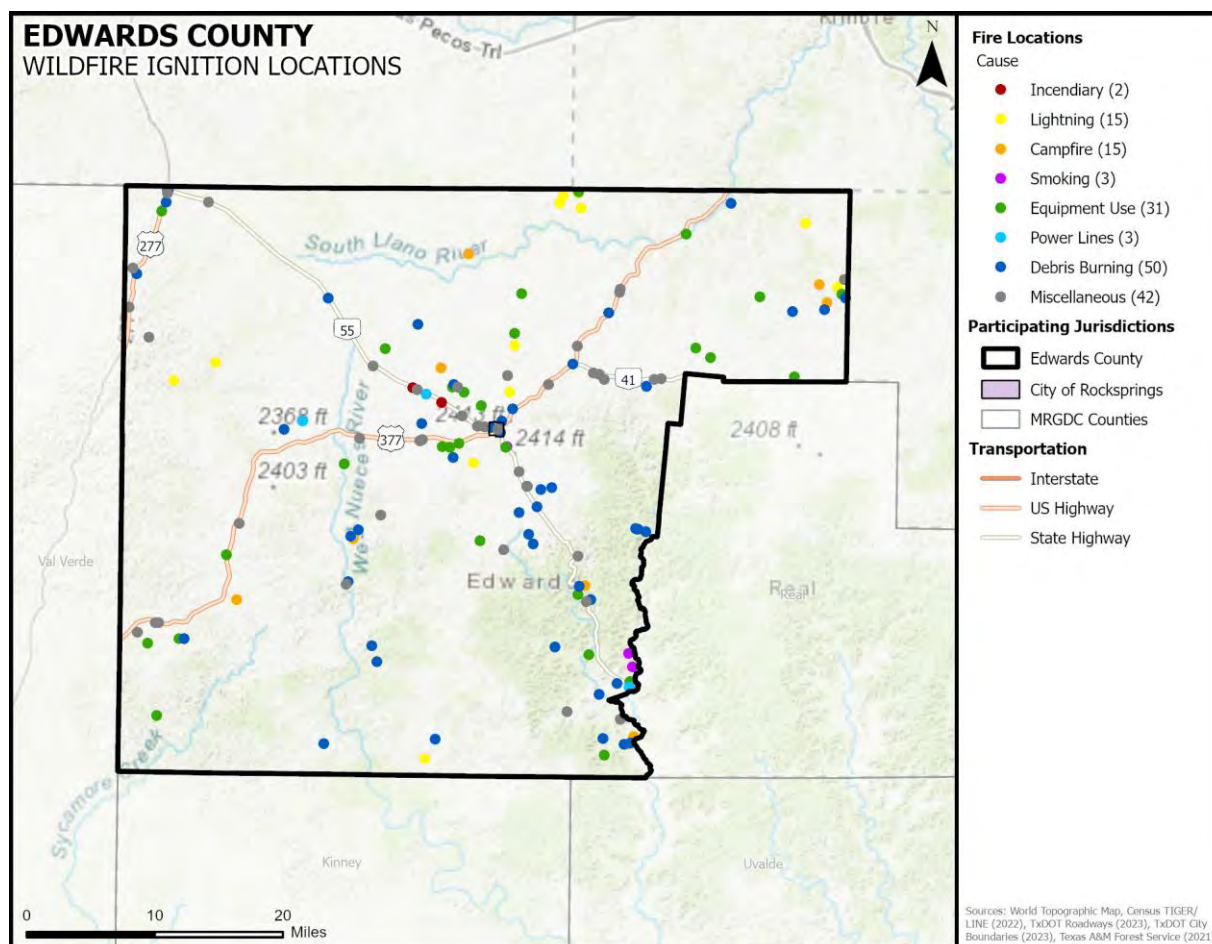 EDWARDS COUNTY
WILDFIRE IGNITION LOCATIONS
Pecos-Trl
Kimble
N
277
South Llano River
55
41
2368 ft
2413 ft
377
2414 ft
2408 ft
2403 ft
West Nueces River
Val Verde
Edwards
Real
Real
Sycamore Creek
Kinney
Uvalde
0 10 20
Miles
Fire Locations
Cause
Incendiary (2)
Lightning (15)
Campfire (15)
Smoking (3)
Equipment Use (31)
Power Lines (3)
Debris Burning (50)
Miscellaneous (42)
Participating Jurisdictions
Edwards County
City of Rocksprings
MRGDC Counties
Transportation
Interstate
US Highway
State Highway
Sources: World Topographic Map, Census TIGER/
LINE (2022), TxDOT Roadways (2023), TxDOT City
Boundaries (2023), Texas A&M Forest Service (2021